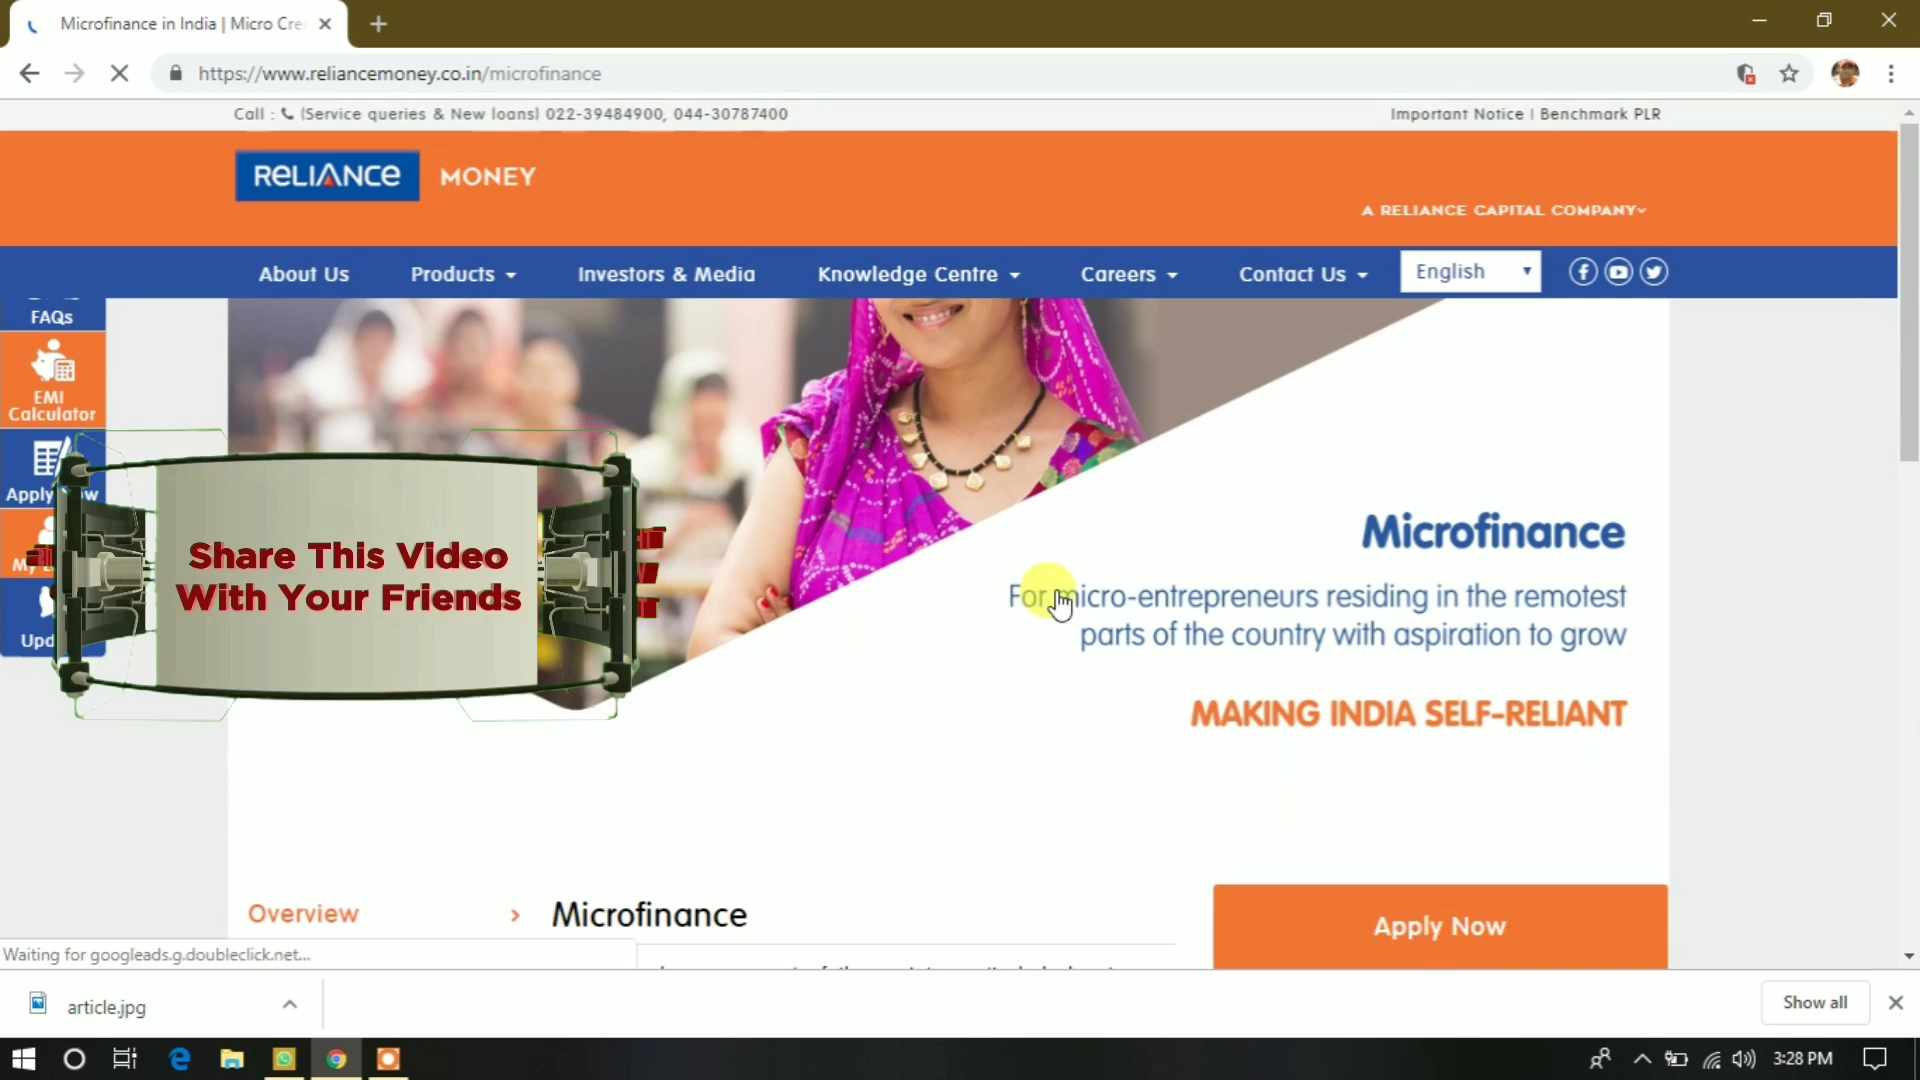 Microfinance in India | Micro Cre
https://www.reliancemoney.co.in/microfinance
Call : (Service queries & New loans) 022-39484900, 044-30787400
Important Notice | Benchmark PLR
RELIANCE MONEY
A RELIANCE CAPITAL COMPANY
About Us Products Investors & Media Knowledge Centre Careers Contact Us English
FAQs
EMI
Calculator
Apply
Share This Video
With Your Friends
Microfinance
For micro-entrepreneurs residing in the remotest
parts of the country with aspiration to grow
MAKING INDIA SELF-RELIANT
Overview
Microfinance
Apply Now
Waiting for googleads.g.doubleclick.net...
article.jpg
Show all
3:28 PM